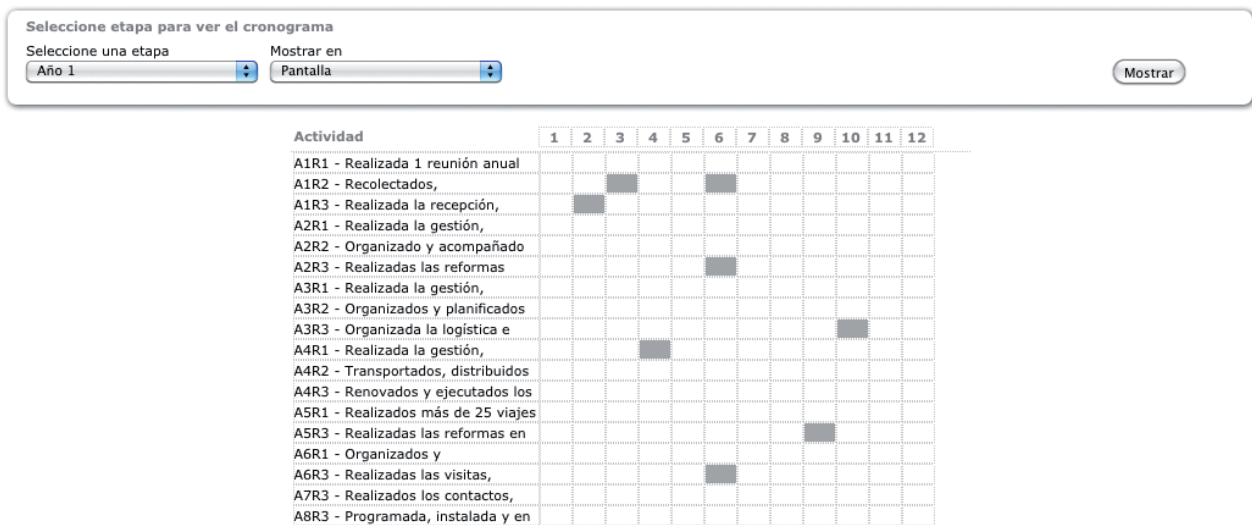 Seleccione etapa para ver el cronograma
Seleccione una etapa Mostrar en
Año 1 Pantalla Mostrar
Actividad 1 2 3 4 5 6 7 8 9 10 11 12
A1R1 - Realizada 1 reunión anual
A1R2 - Recolectados,
A1R3 - Realizada la recepción,
A2R1 - Realizada la gestión,
A2R2 - Organizado y acompañado
A2R3 - Realizadas las reformas
A3R1 - Realizada la gestión,
A3R2 - Organizados y planificados
A3R3 - Organizada la logística e
A4R1 - Realizada la gestión,
A4R2 - Transportados, distribuidos
A4R3 - Renovados y ejecutados los
A5R1 - Realizados más de 25 viajes
A5R3 - Realizadas las reformas en
A6R1 - Organizados y
A6R3 - Realizadas las visitas,
A7R3 - Realizados los contactos,
A8R3 - Programada, instalada y en